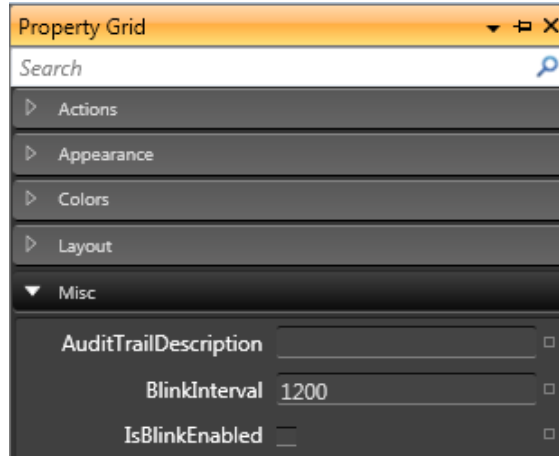 Property Grid
Search
Actions
Appearance
Colors
Layout
Misc
AuditTrailDescription
BlinkInterval 1200
IsBlinkEnabled